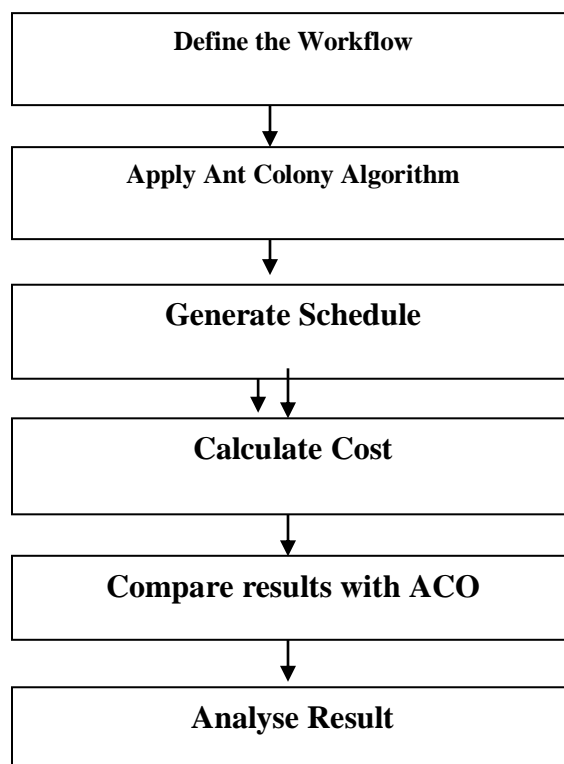 Define the Workflow
Apply Ant Colony Algorithm
Generate Schedule
Calculate Cost
Compare results with ACO
Analyse Result